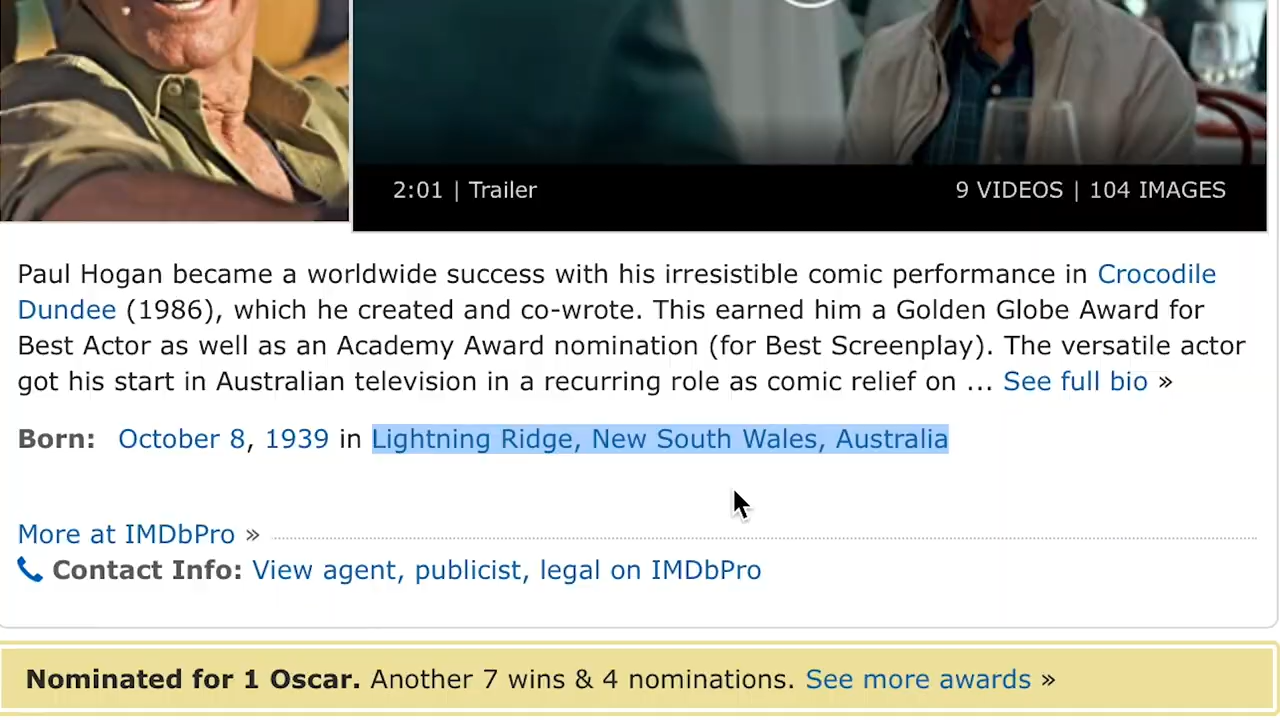 2:01 | Trailer
9 VIDEOS | 104 IMAGES
Paul Hogan became a worldwide success with his irresistible comic performance in Crocodile
Dundee (1986), which he created and co-wrote. This earned him a Golden Globe Award for
Best Actor as well as an Academy Award nomination (for Best Screenplay). The versatile actor
got his start in Australian television in a recurring role as comic relief on ... See full bio »
Born: October 8, 1939 in Lightning Ridge, New South Wales, Australia
More at IMDbPro »
Contact Info: View agent, publicist, legal on IMDbPro
Nominated for 1 Oscar. Another 7 wins & 4 nominations. See more awards »